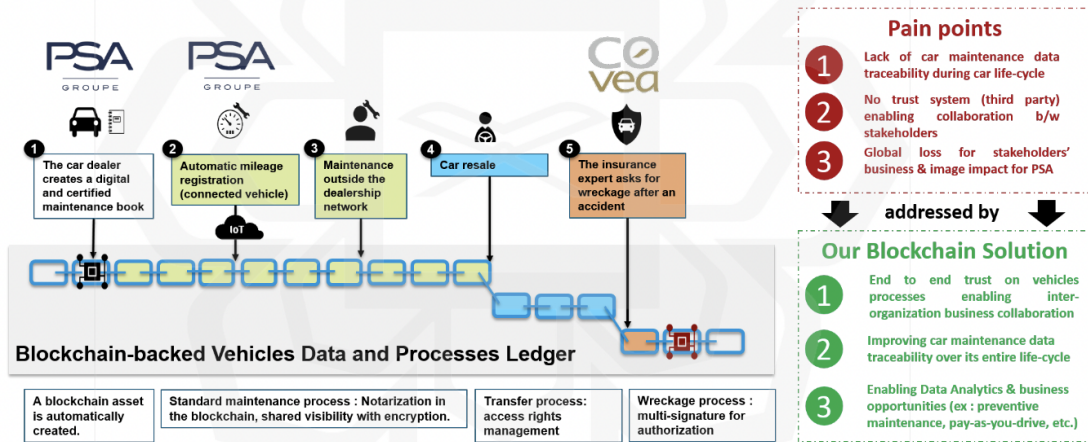 PSA
GROUPE
PSA
GROUPE
CO
vea
1
The car dealer
creates a digital
and certified
maintenance book
2
Automatic mileage
registration
(connected vehicle)
3
Maintenance
outside the
dealership
network
4
Car resale
5
The insurance
expert asks for
wreckage after an
accident
IoT
Blockchain-backed Vehicles Data and Processes Ledger
A blockchain asset
is automatically
created.
Standard maintenance process : Notarization in
the blockchain, shared visibility with encryption.
Transfer process:
access rights
management
Wreckage process :
multi-signature for
authorization
Pain points
1
Lack of car maintenance data
traceability during car life-cycle
2
No trust system (third party)
enabling collaboration b/w
stakeholders
3
Global loss for stakeholders'
business & image impact for PSA
addressed by
Our Blockchain Solution
1
End to end trust on vehicles
processes enabling inter-
organization business collaboration
2
Improving car maintenance data
traceability over its entire life-cycle
3
Enabling Data Analytics & business
opportunities (ex : preventive
maintenance, pay-as-you-drive, etc.)